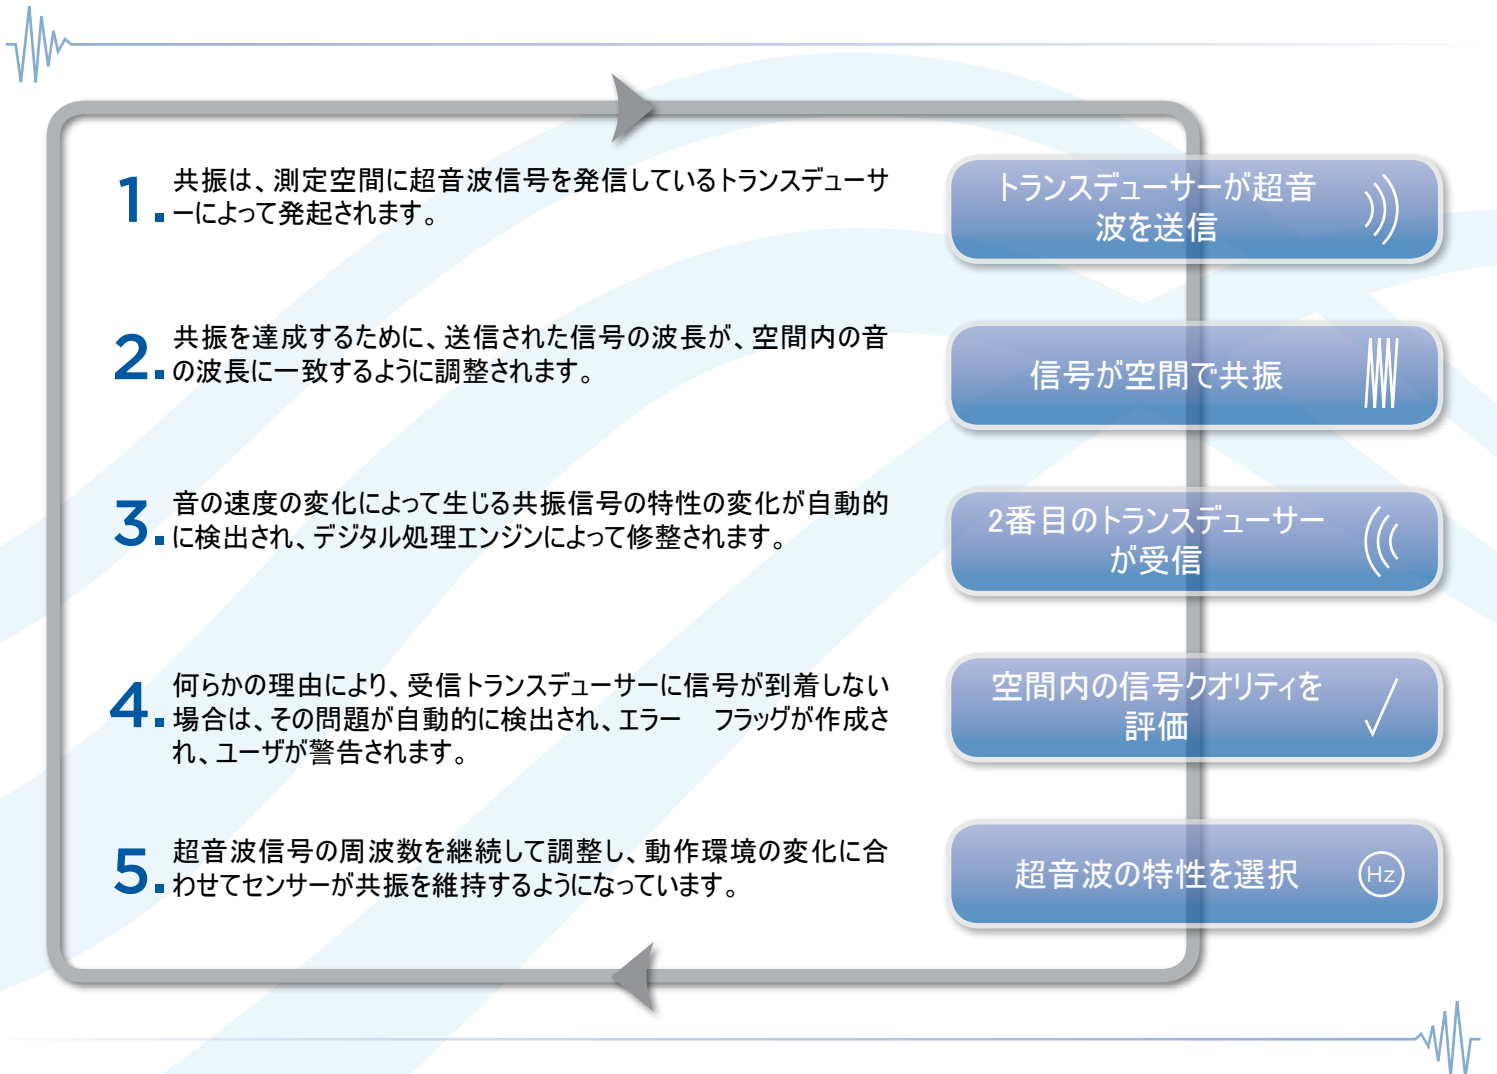 1. 共振は、測定空間に超音波信号を発信しているトランスデューサ
ーによって発起されます。
トランスデューサーが超音
波を送信
2. 共振を達成するために、送信された信号の波長が、空間内の音
の波長に一致するように調整されます。
信号が空間で共振
3. 音の速度の変化によって生じる共振信号の特性の変化が自動的
に検出され、デジタル処理エンジンによって修整されます。
2番目のトランスデューサー
が受信
4. 何らかの理由により、受信トランスデューサーに信号が到着しない
場合は、その問題が自動的に検出され、エラー　フラッグが作成さ
れ、ユーザが警告されます。
空間内の信号クオリティを
評価
5. 超音波信号の周波数を継続して調整し、動作環境の変化に合
わせてセンサーが共振を維持するようになっています。
超音波の特性を選択
Hz